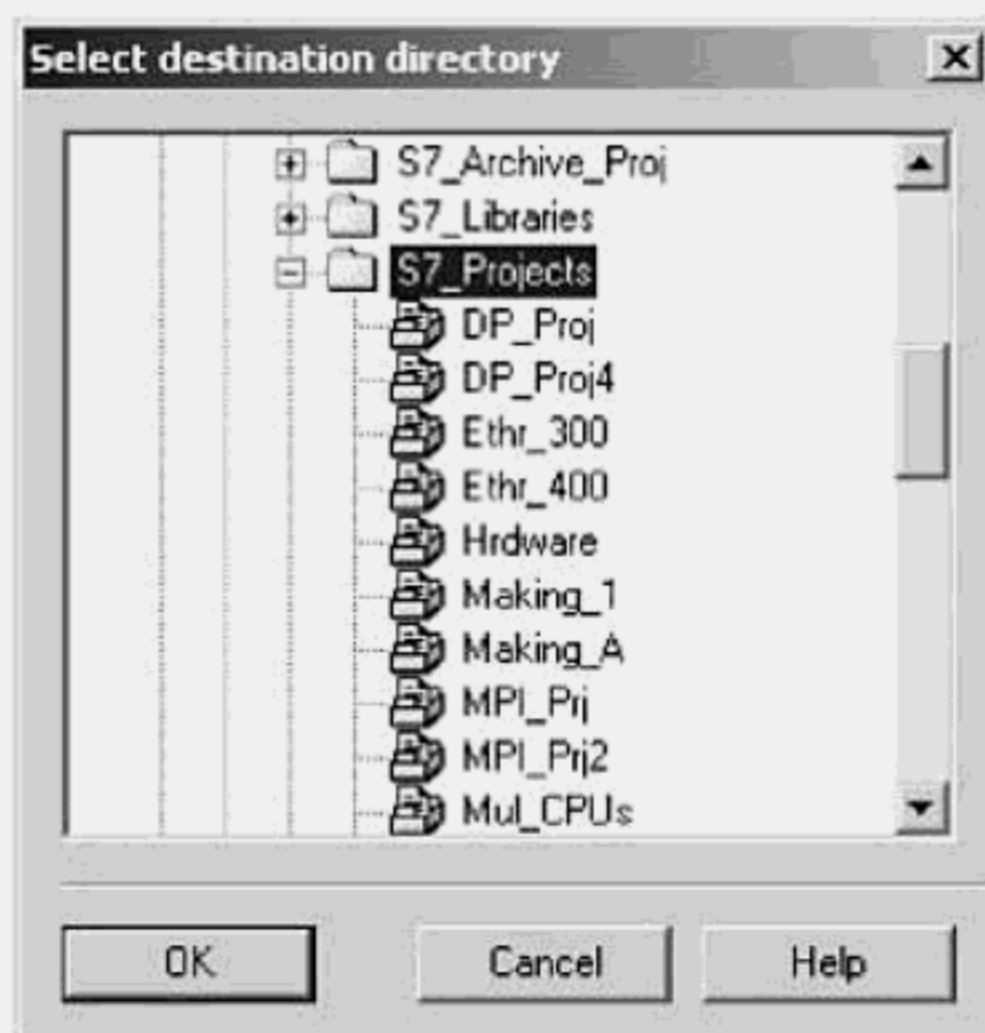 Select destination directory
S7_Archive_Proj
S7_Libraries
S7_Projects
DP_Proj
DP_Proj4
Ethr_300
Ethr_400
Hrdware
Making_1
Making_A
MPI_Prj
MPI_Prj2
Mul_CPUs
OK Cancel Help